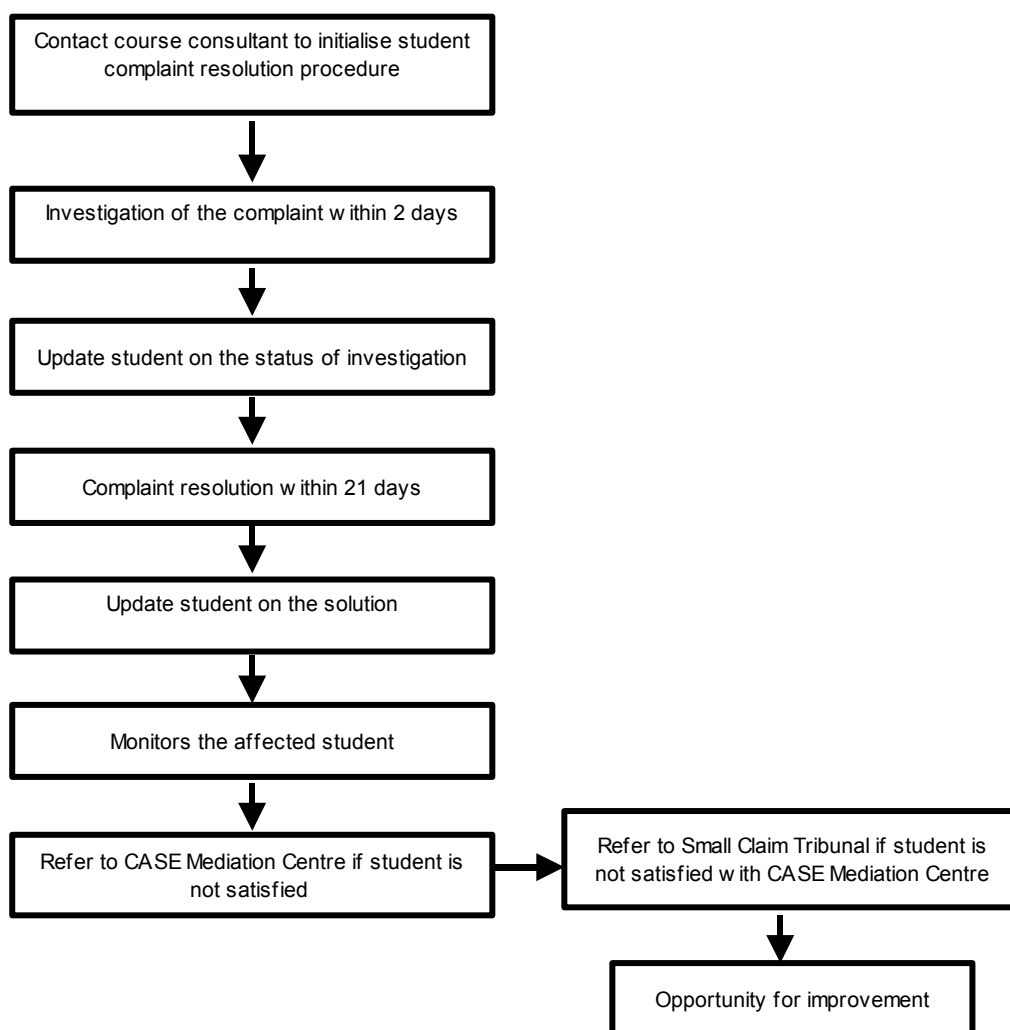 Contact course consultant to initialise student
complaint resolution procedure
Investigation of the complaint within 2 days
Update student on the status of investigation
Complaint resolution within 21 days
Update student on the solution
Monitors the affected student
Refer to CASE Mediation Centre if student is
not satisfied
Refer to Small Claim Tribunal if student is
not satisfied with CASE Mediation Centre
Opportunity for improvement